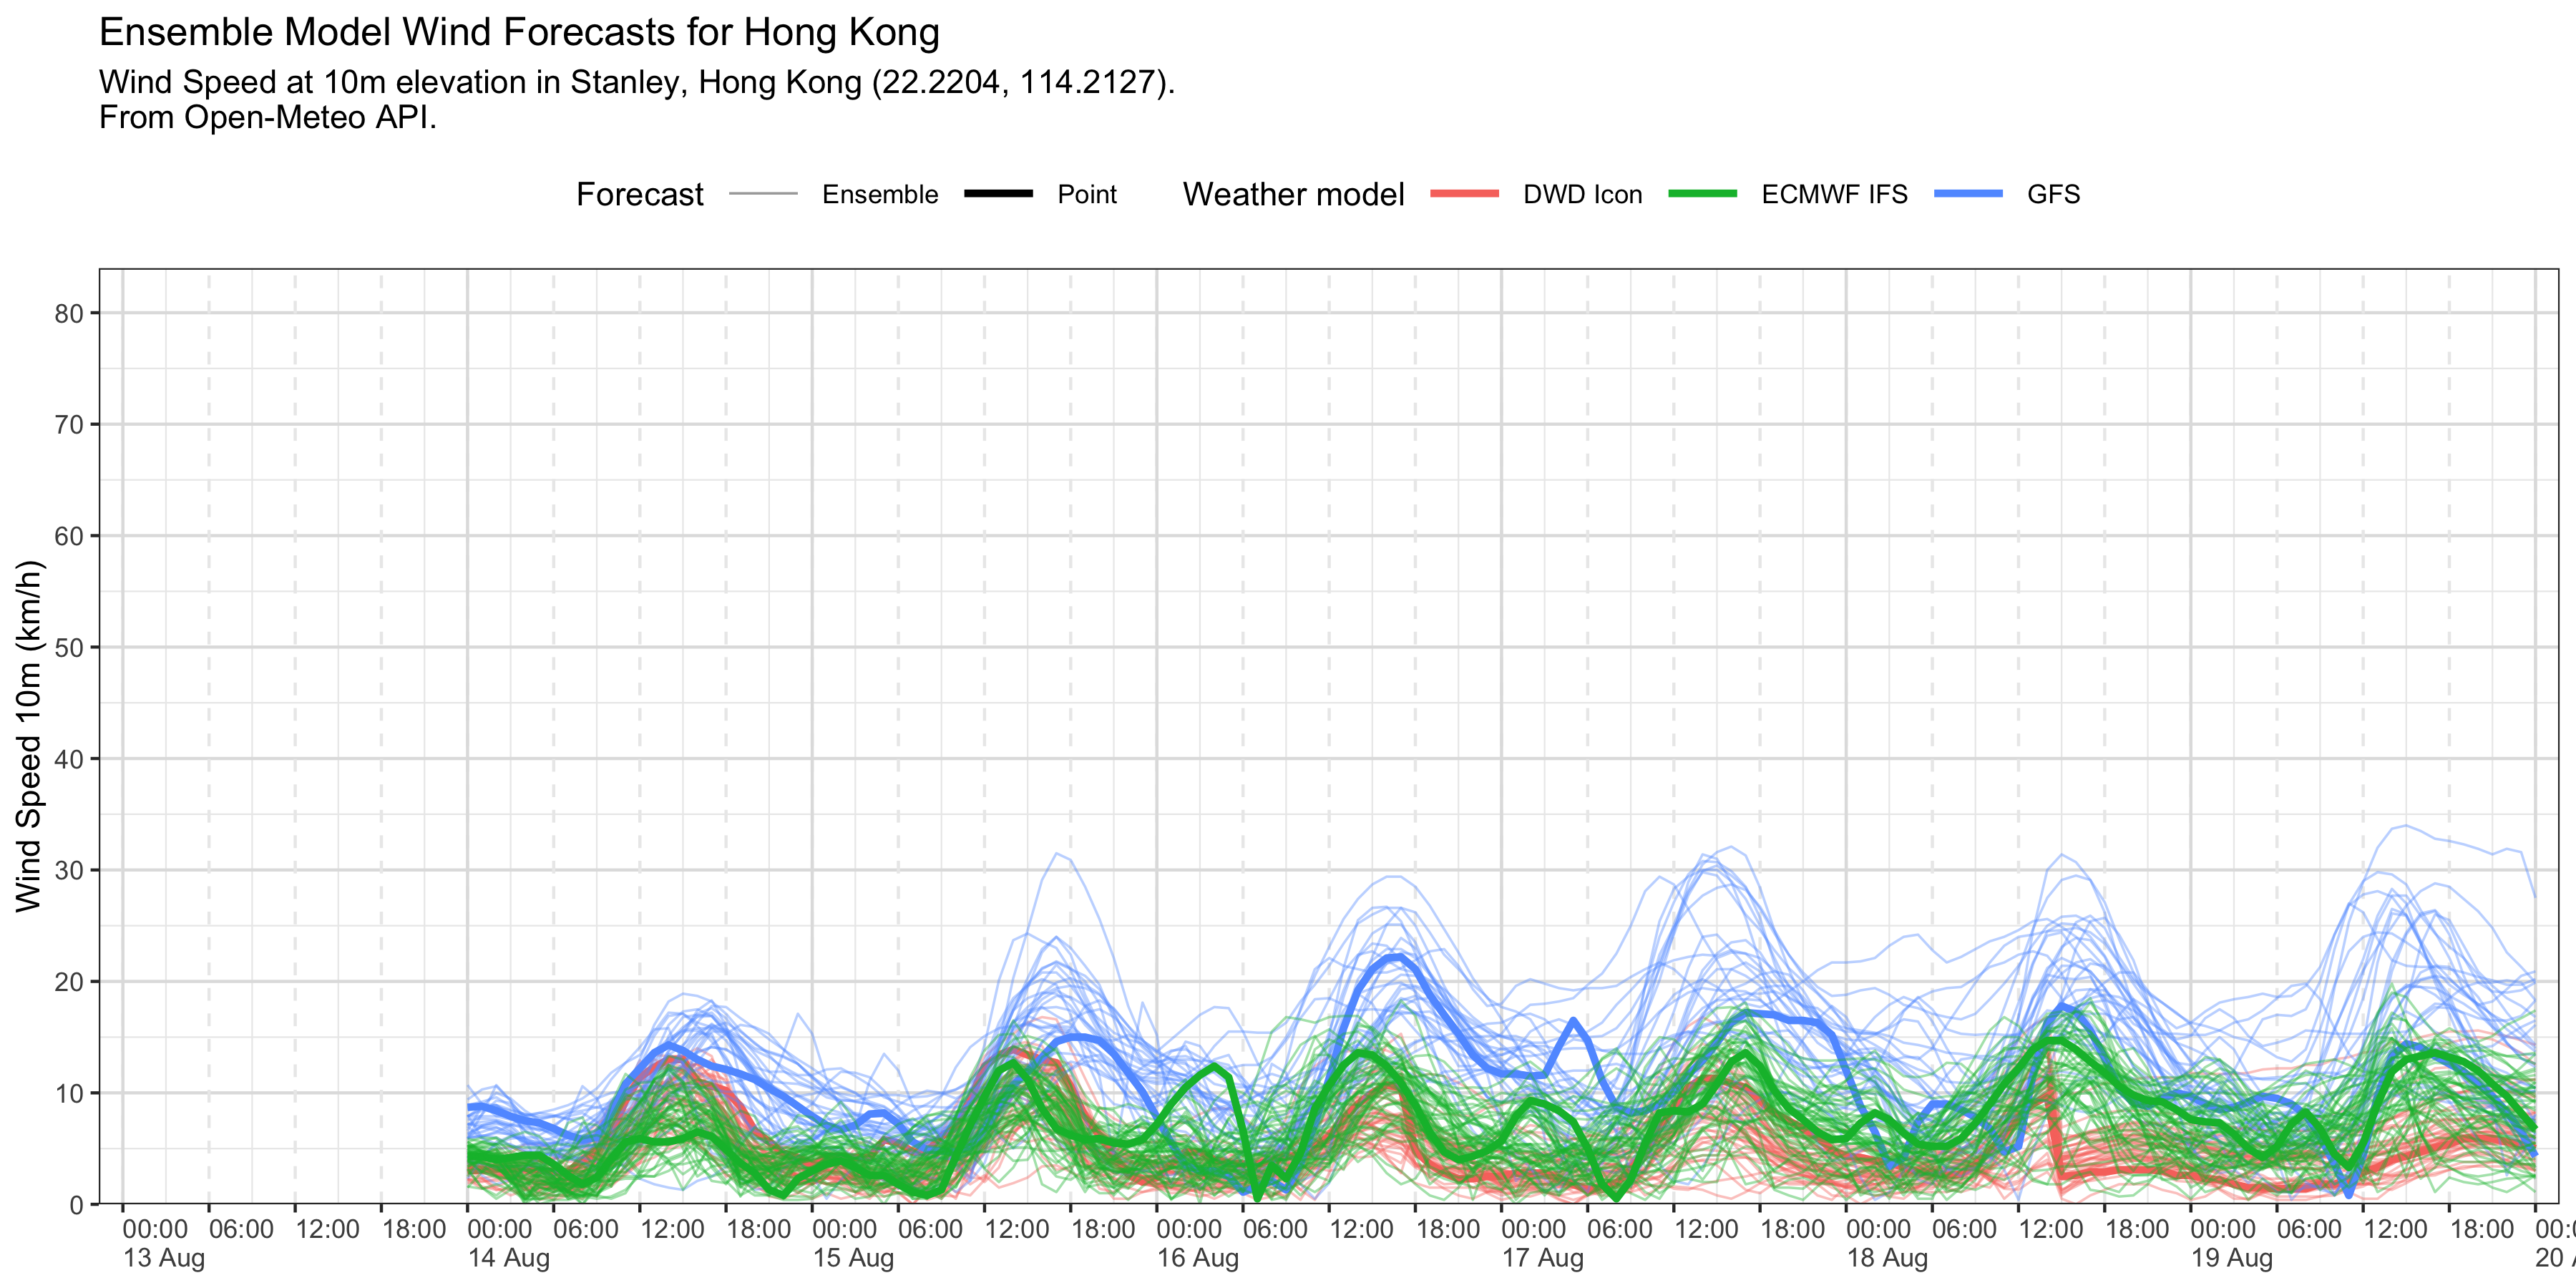 Ensemble Model Wind Forecasts for Hong Kong
Wind Speed at 10m elevation in Stanley, Hong Kong (22.2204, 114.2127).
From Open-Meteo API.
Forecast Ensemble Point Weather model DWD Icon ECMWF IFS GFS
Wind Speed 10m (km/h)
80
70
60
50
40
30
20
10
0
00:00 06:00 12:00 18:00 00:00 06:00 12:00 18:00 00:00 06:00 12:00 18:00 00:00 06:00 12:00 18:00 00:00 06:00 12:00 18:00 00:00 06:00 12:00 18:00 00:00 06:00 12:00 18:00
13 Aug 14 Aug 15 Aug 16 Aug 17 Aug 18 Aug 19 Aug 20